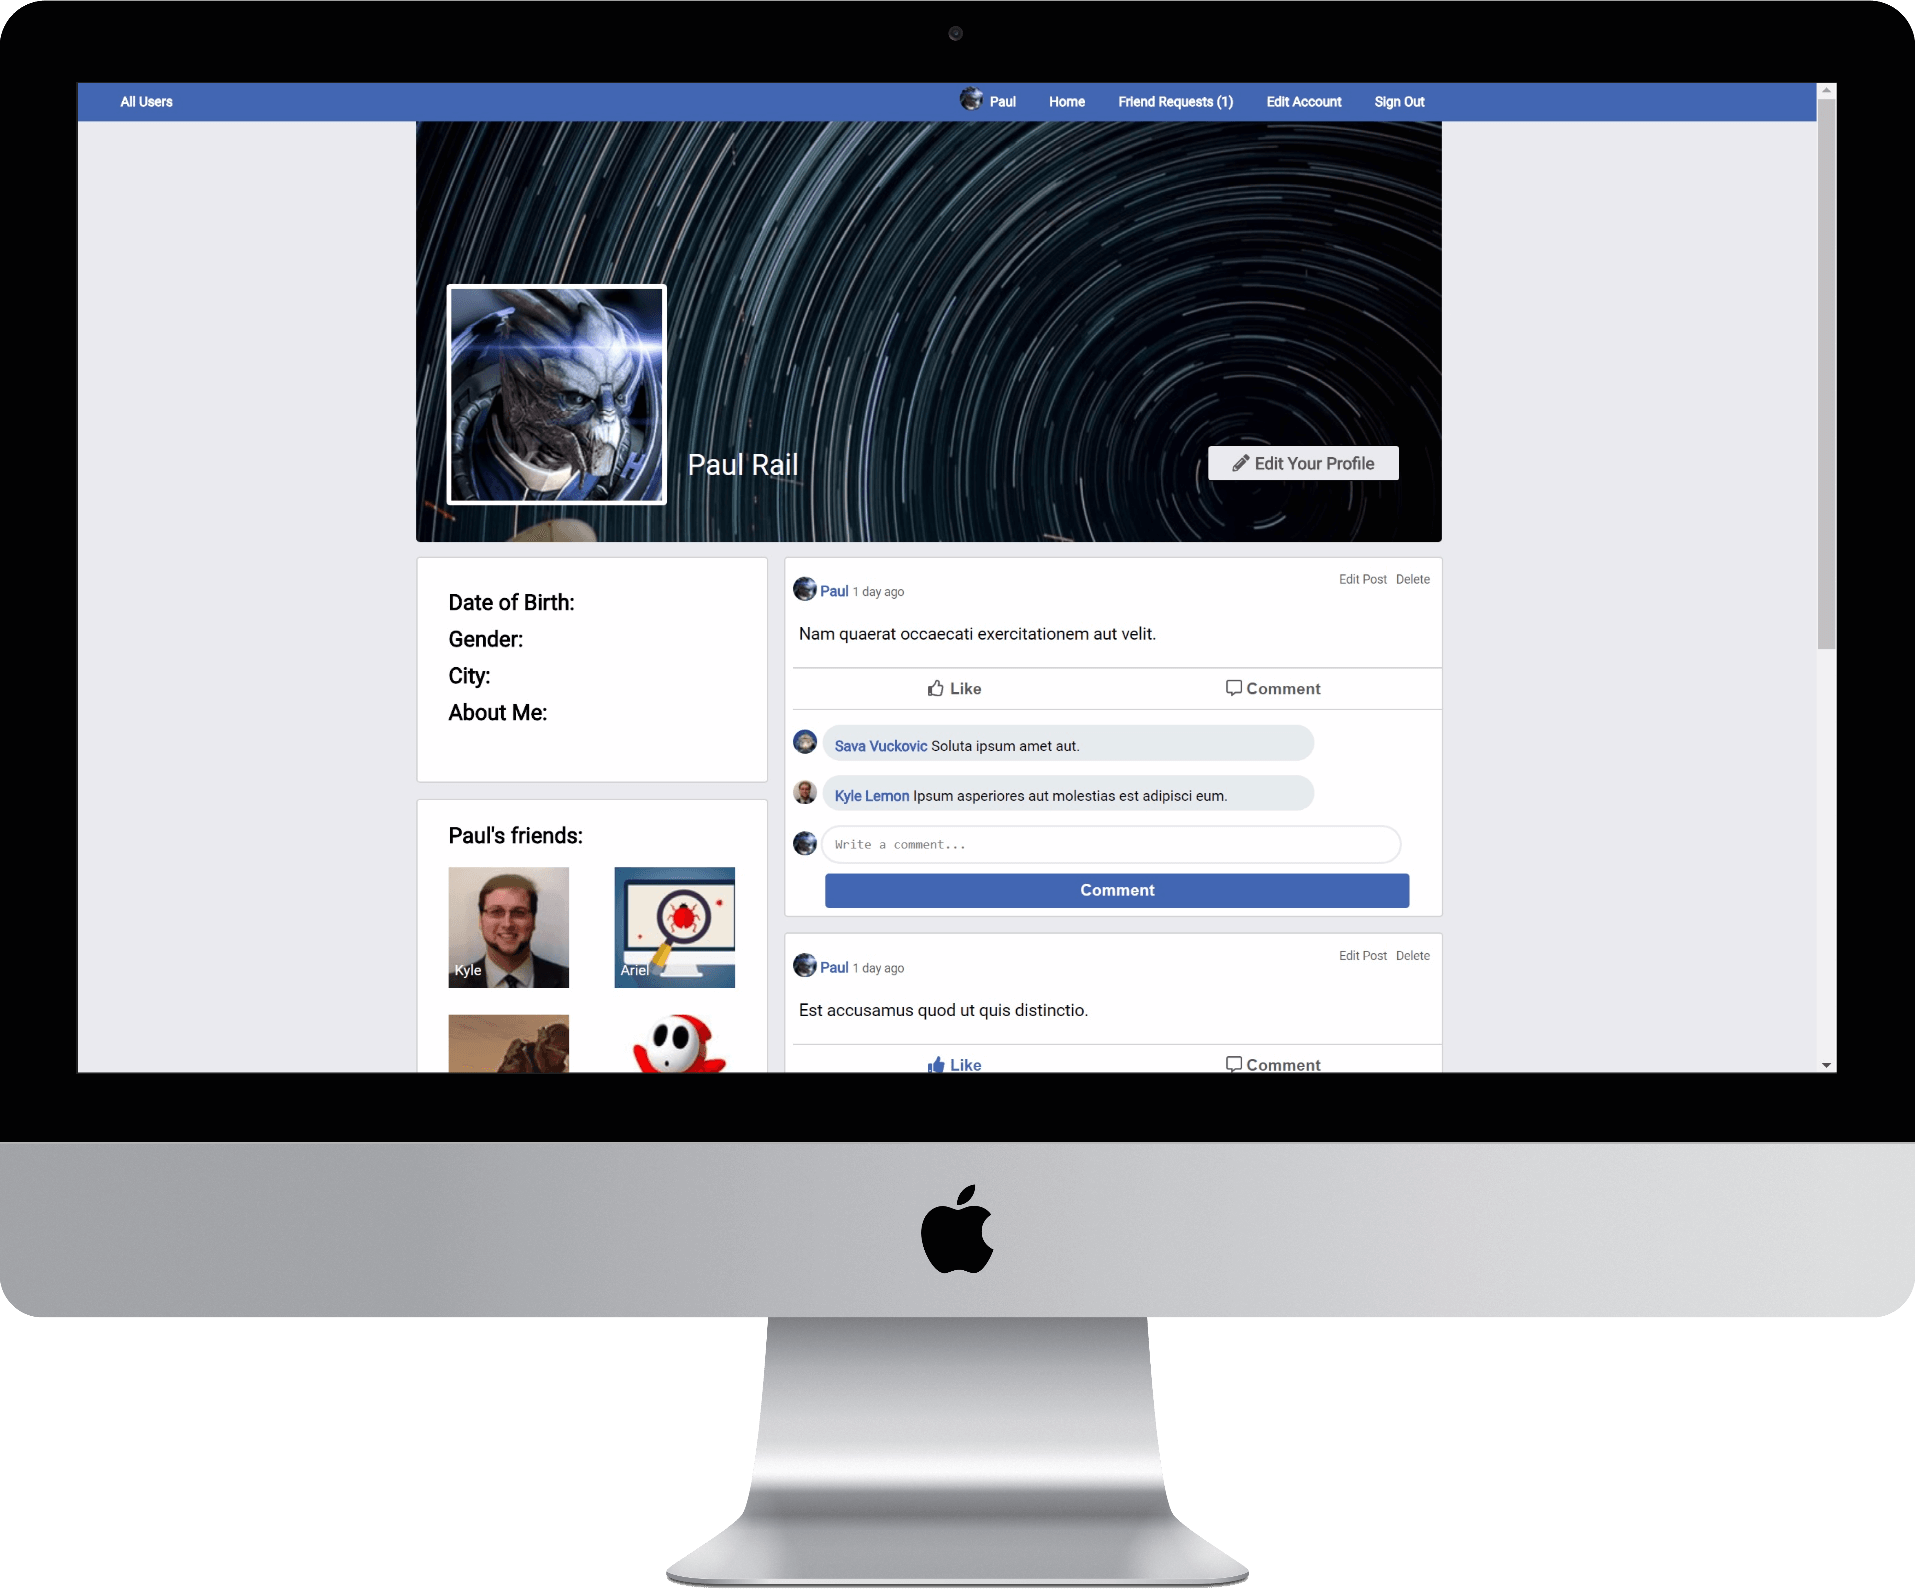 All Users
Paul
Home
Friend Requests (1)
Edit Account
Sign Out
Paul Rail
Edit Your Profile
Date of Birth:
Gender:
City:
About Me:
Paul's friends:
Kyle
Ariel
Paul 1 day ago
Edit Post Delete
Nam quaerat occaecati exercitationem aut velit.
Like
Comment
Sava Vuckovic Soluta ipsum amet aut.
Kyle Lemon Ipsum asperiores aut molestias est adipisci eum.
Write a comment...
Comment
Paul 1 day ago
Edit Post Delete
Est accusamus quod ut quis distinctio.
Like
Comment